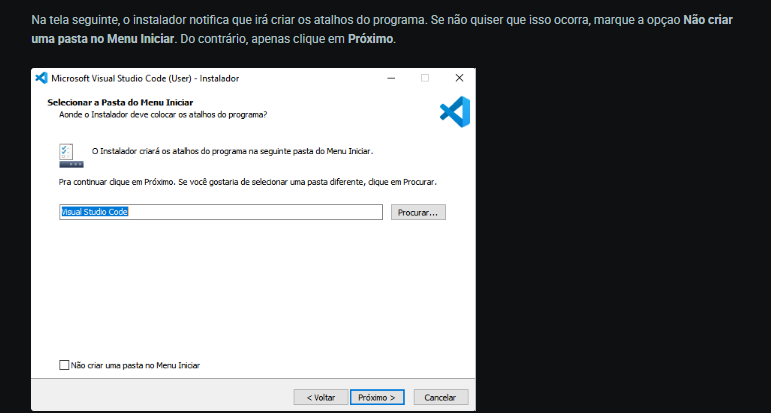 Na tela seguinte, o instalador notifica que irá criar os atalhos do programa. Se não quiser que isso ocorra, marque a opçao Não criar
uma pasta no Menu Iniciar. Do contrário, apenas clique em Próximo.
Microsoft Visual Studio Code (User) - Instalador
Selecionar a Pasta do Menu Iniciar
Aonde o Instalador deve colocar os atalhos do programa?
O Instalador criará os atalhos do programa na seguinte pasta do Menu Iniciar.
Pra continuar clique em Próximo. Se você gostaria de selecionar uma pasta diferente, clique em Procurar.
Visual Studio Code Procurar...
Não criar uma pasta no Menu Iniciar
< Voltar Próximo > Cancelar